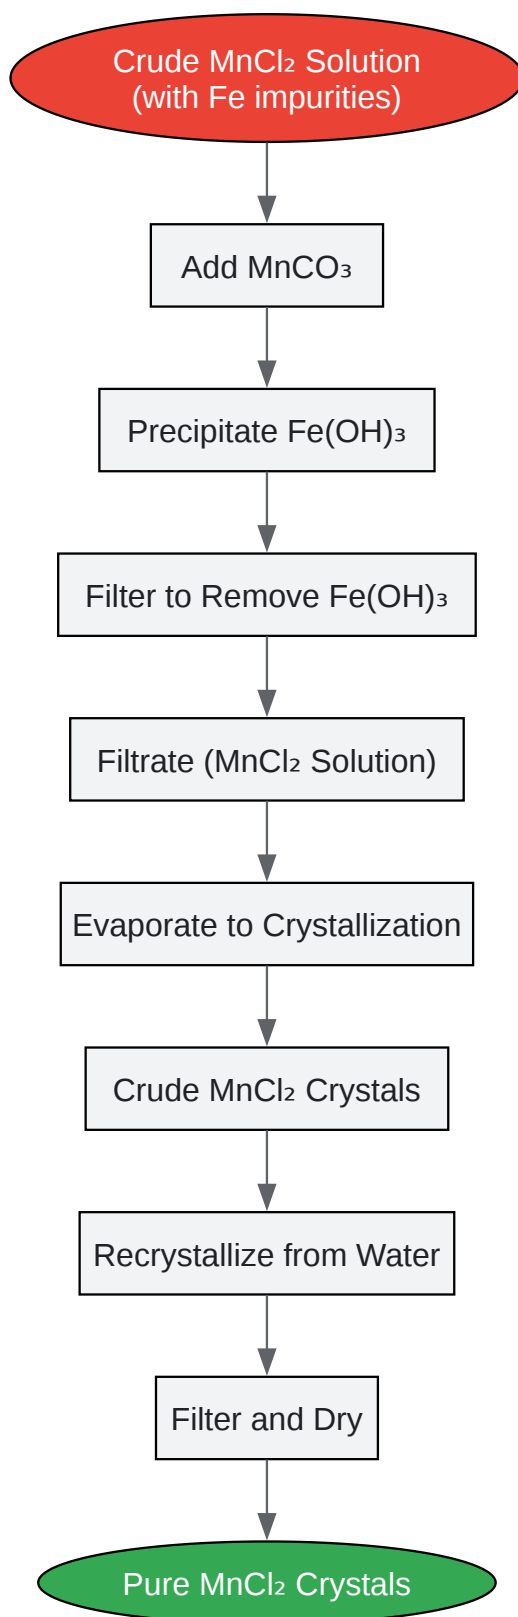 Crude MnCl₂ Solution
(with Fe impurities)
Add MnCO₃
Precipitate Fe(OH)₃
Filter to Remove Fe(OH)₃
Filtrate (MnCl₂ Solution)
Evaporate to Crystallization
Crude MnCl₂ Crystals
Recrystallize from Water
Filter and Dry
Pure MnCl₂ Crystals